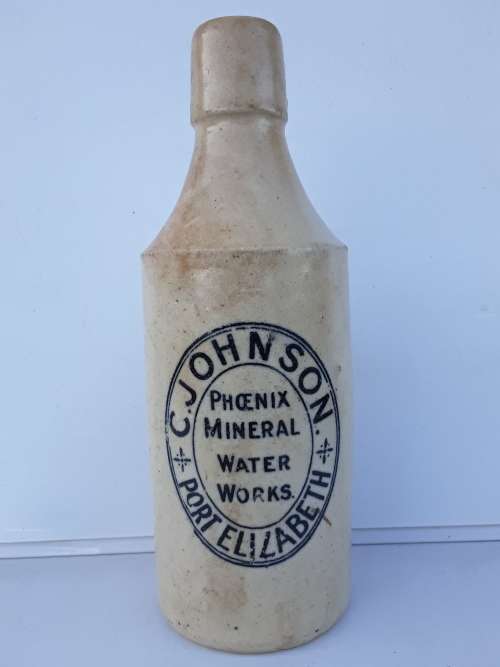 C. JOHNSON.
PHŒNIX
MINERAL
WATER
WORKS.
PORT ELIZABETH